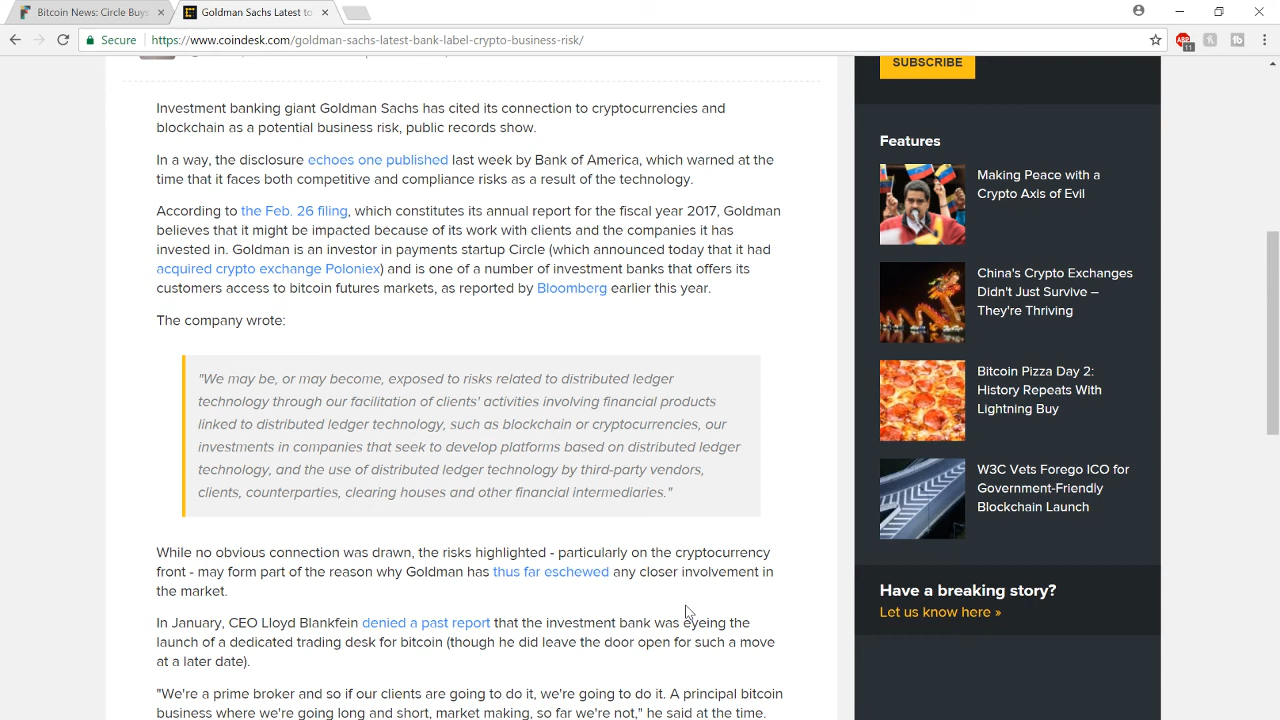 Bitcoin News: Circle Buys
Goldman Sachs Latest to
Secure
https://www.coindesk.com/goldman-sachs-latest-bank-label-crypto-business-risk/
ABP
11
tb
SUBSCRIBE
Investment banking giant Goldman Sachs has cited its connection to cryptocurrencies and
blockchain as a potential business risk, public records show.
In a way, the disclosure echoes one published last week by Bank of America, which warned at the
time that it faces both competitive and compliance risks as a result of the technology.
According to the Feb. 26 filing, which constitutes its annual report for the fiscal year 2017, Goldman
believes that it might be impacted because of its work with clients and the companies it has
invested in. Goldman is an investor in payments startup Circle (which announced today that it had
acquired crypto exchange Poloniex) and is one of a number of investment banks that offers its
customers access to bitcoin futures markets, as reported by Bloomberg earlier this year.
The company wrote:
"We may be, or may become, exposed to risks related to distributed ledger
technology through our facilitation of clients' activities involving financial products
linked to distributed ledger technology, such as blockchain or cryptocurrencies, our
investments in companies that seek to develop platforms based on distributed ledger
technology, and the use of distributed ledger technology by third-party vendors,
clients, counterparties, clearing houses and other financial intermediaries."
While no obvious connection was drawn, the risks highlighted - particularly on the cryptocurrency
front - may form part of the reason why Goldman has thus far eschewed any closer involvement in
the market.
In January, CEO Lloyd Blankfein denied a past report that the investment bank was eyeing the
launch of a dedicated trading desk for bitcoin (though he did leave the door open for such a move
at a later date).
"We're a prime broker and so if our clients are going to do it, we're going to do it. A principal bitcoin
business where we're going long and short, market making, so far we're not," he said at the time.
Features
Making Peace with a
Crypto Axis of Evil
China's Crypto Exchanges
Didn't Just Survive –
They're Thriving
Bitcoin Pizza Day 2:
History Repeats With
Lightning Buy
W3C Vets Forego ICO for
Government-Friendly
Blockchain Launch
Have a breaking story?
Let us know here »